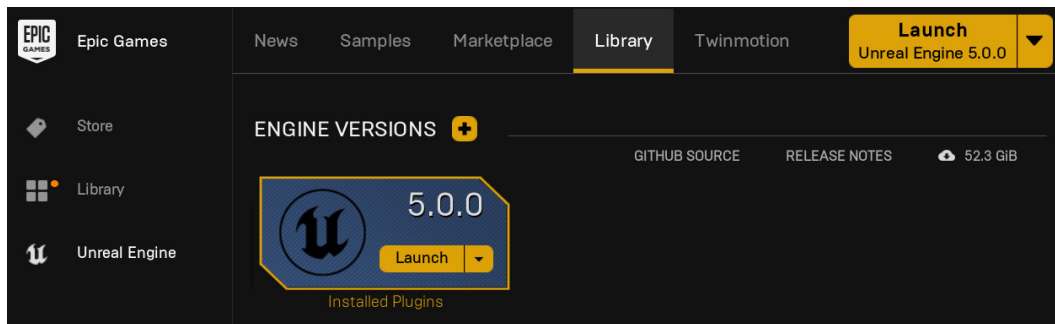 EPIC GAMES
Epic Games
News
Samples
Marketplace
Library
Twinmotion
Launch
Unreal Engine 5.0.0
Store
Library
Unreal Engine
ENGINE VERSIONS
GITHUB SOURCE
RELEASE NOTES
52.3 GiB
5.0.0
Launch
Installed Plugins